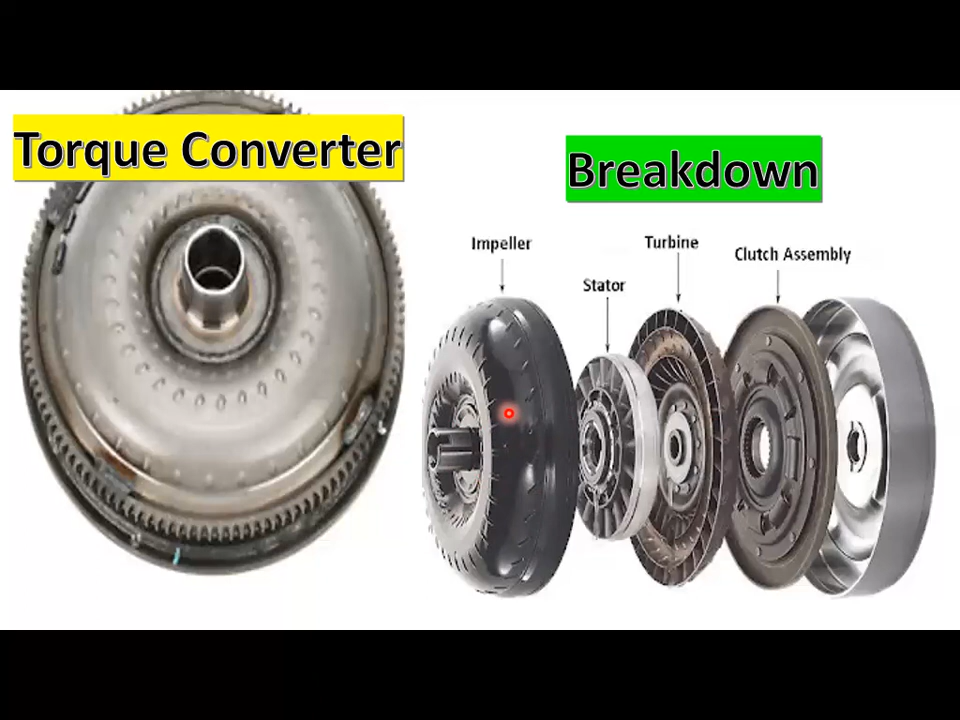 Torque Converter
Breakdown
Impeller
Stator
Turbine
Clutch Assembly